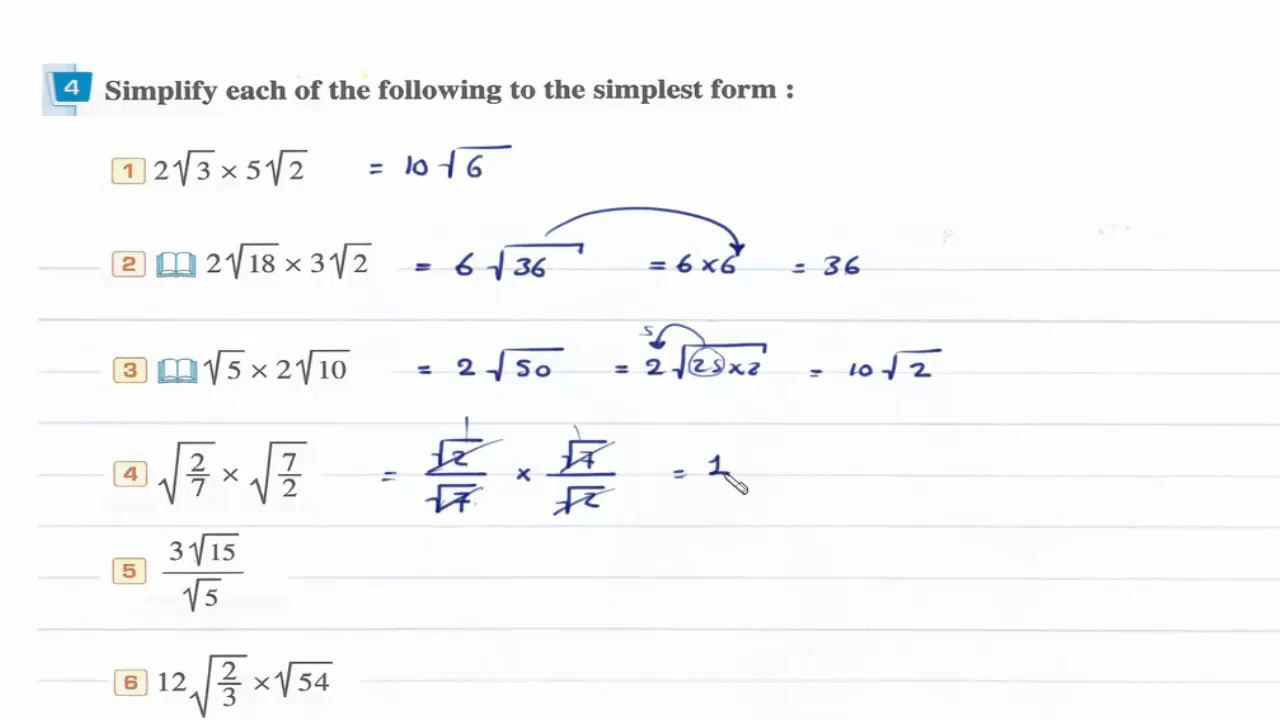 4 Simplify each of the following to the simplest form :
1 2√3 × 5√2 = 10√6
2 2√18 × 3√2 = 6√36 = 6×6 = 36
3 √5 × 2√10 = 2√50 = 5 2√25×2 = 10√2
4 √(2/7) × √(7/2) = 1 √2/√7 × 1 √7/√2 = 1
5 3√15/√5
6 12√(2/3) × √54